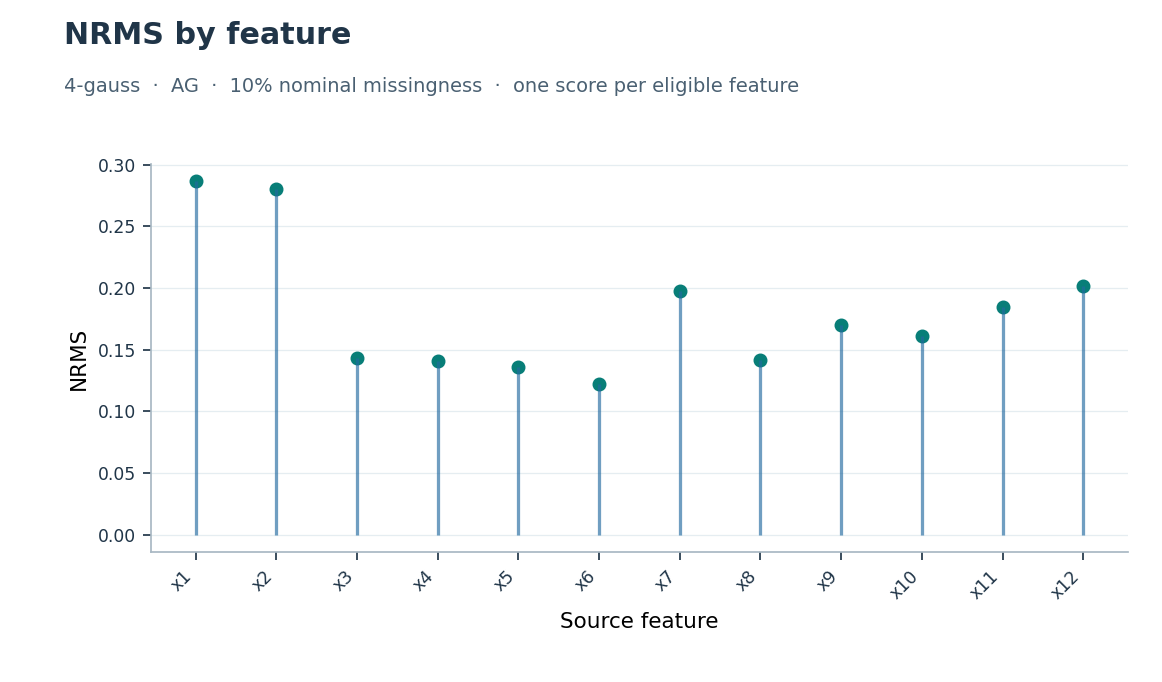 NRMS by feature
4-gauss · AG · 10% nominal missingness · one score per eligible feature
0.30
0.25
0.20
0.15
0.10
0.05
0.00
NRMS
x1 x2 x3 x4 x5 x6 x7 x8 x9 x10 x11 x12
Source feature